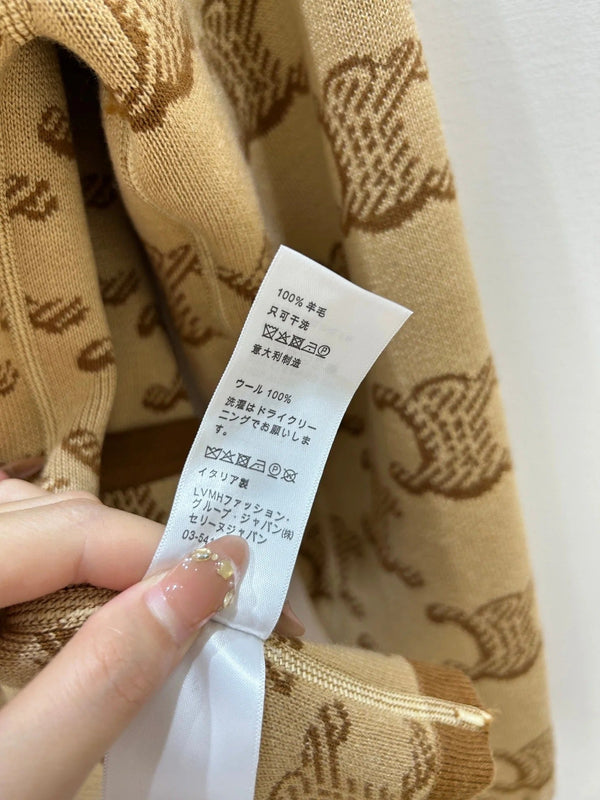 100% 羊毛
只可干洗
意大利制造
ウール 100%
洗濯はドライクリー
ニングでお願いしま
す。
イタリア製
LVMHファッション・
グループ・ジャパン(株)
セリーヌジャパン
03-541